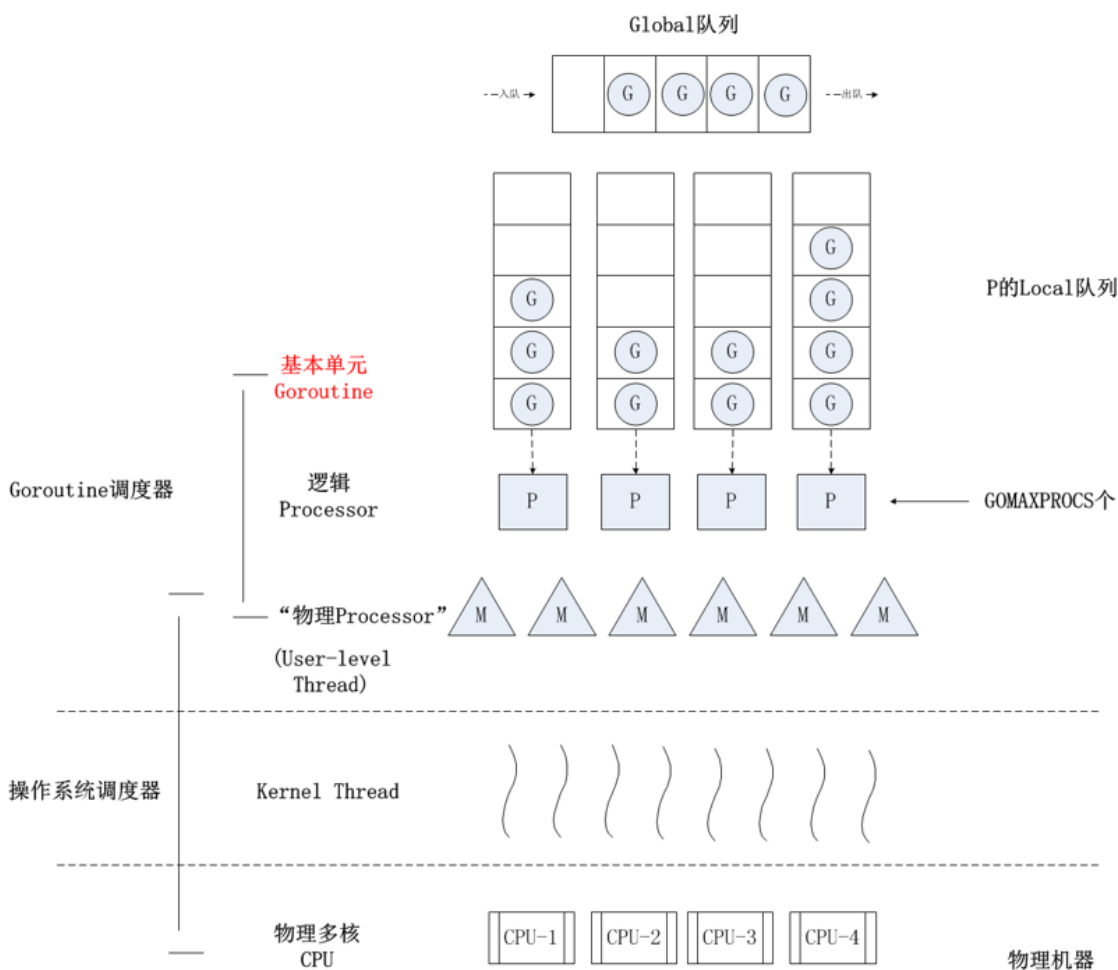 Global队列
--入队→
G G G G
--出队→
G
G
P的Local队列
G G
G G G G
基本单元
Goroutine
G G G G
Goroutine调度器
逻辑
Processor
P P P P
GOMAXPROCS个
“物理Processor”
M M M M M M
(User-level
Thread)
操作系统调度器
Kernel Thread
物理多核
CPU
CPU-1 CPU-2 CPU-3 CPU-4
物理机器